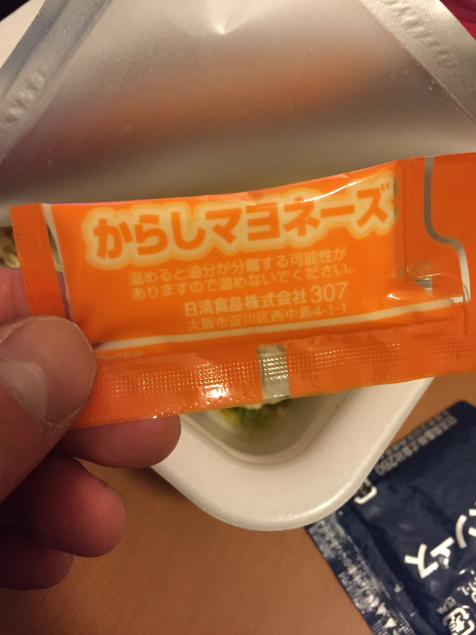 からしマヨネーズ
温めると油分が分離する可能性が
ありますので温めないでください。
日清食品株式会社 307
大阪市淀川区西中島4-1-1